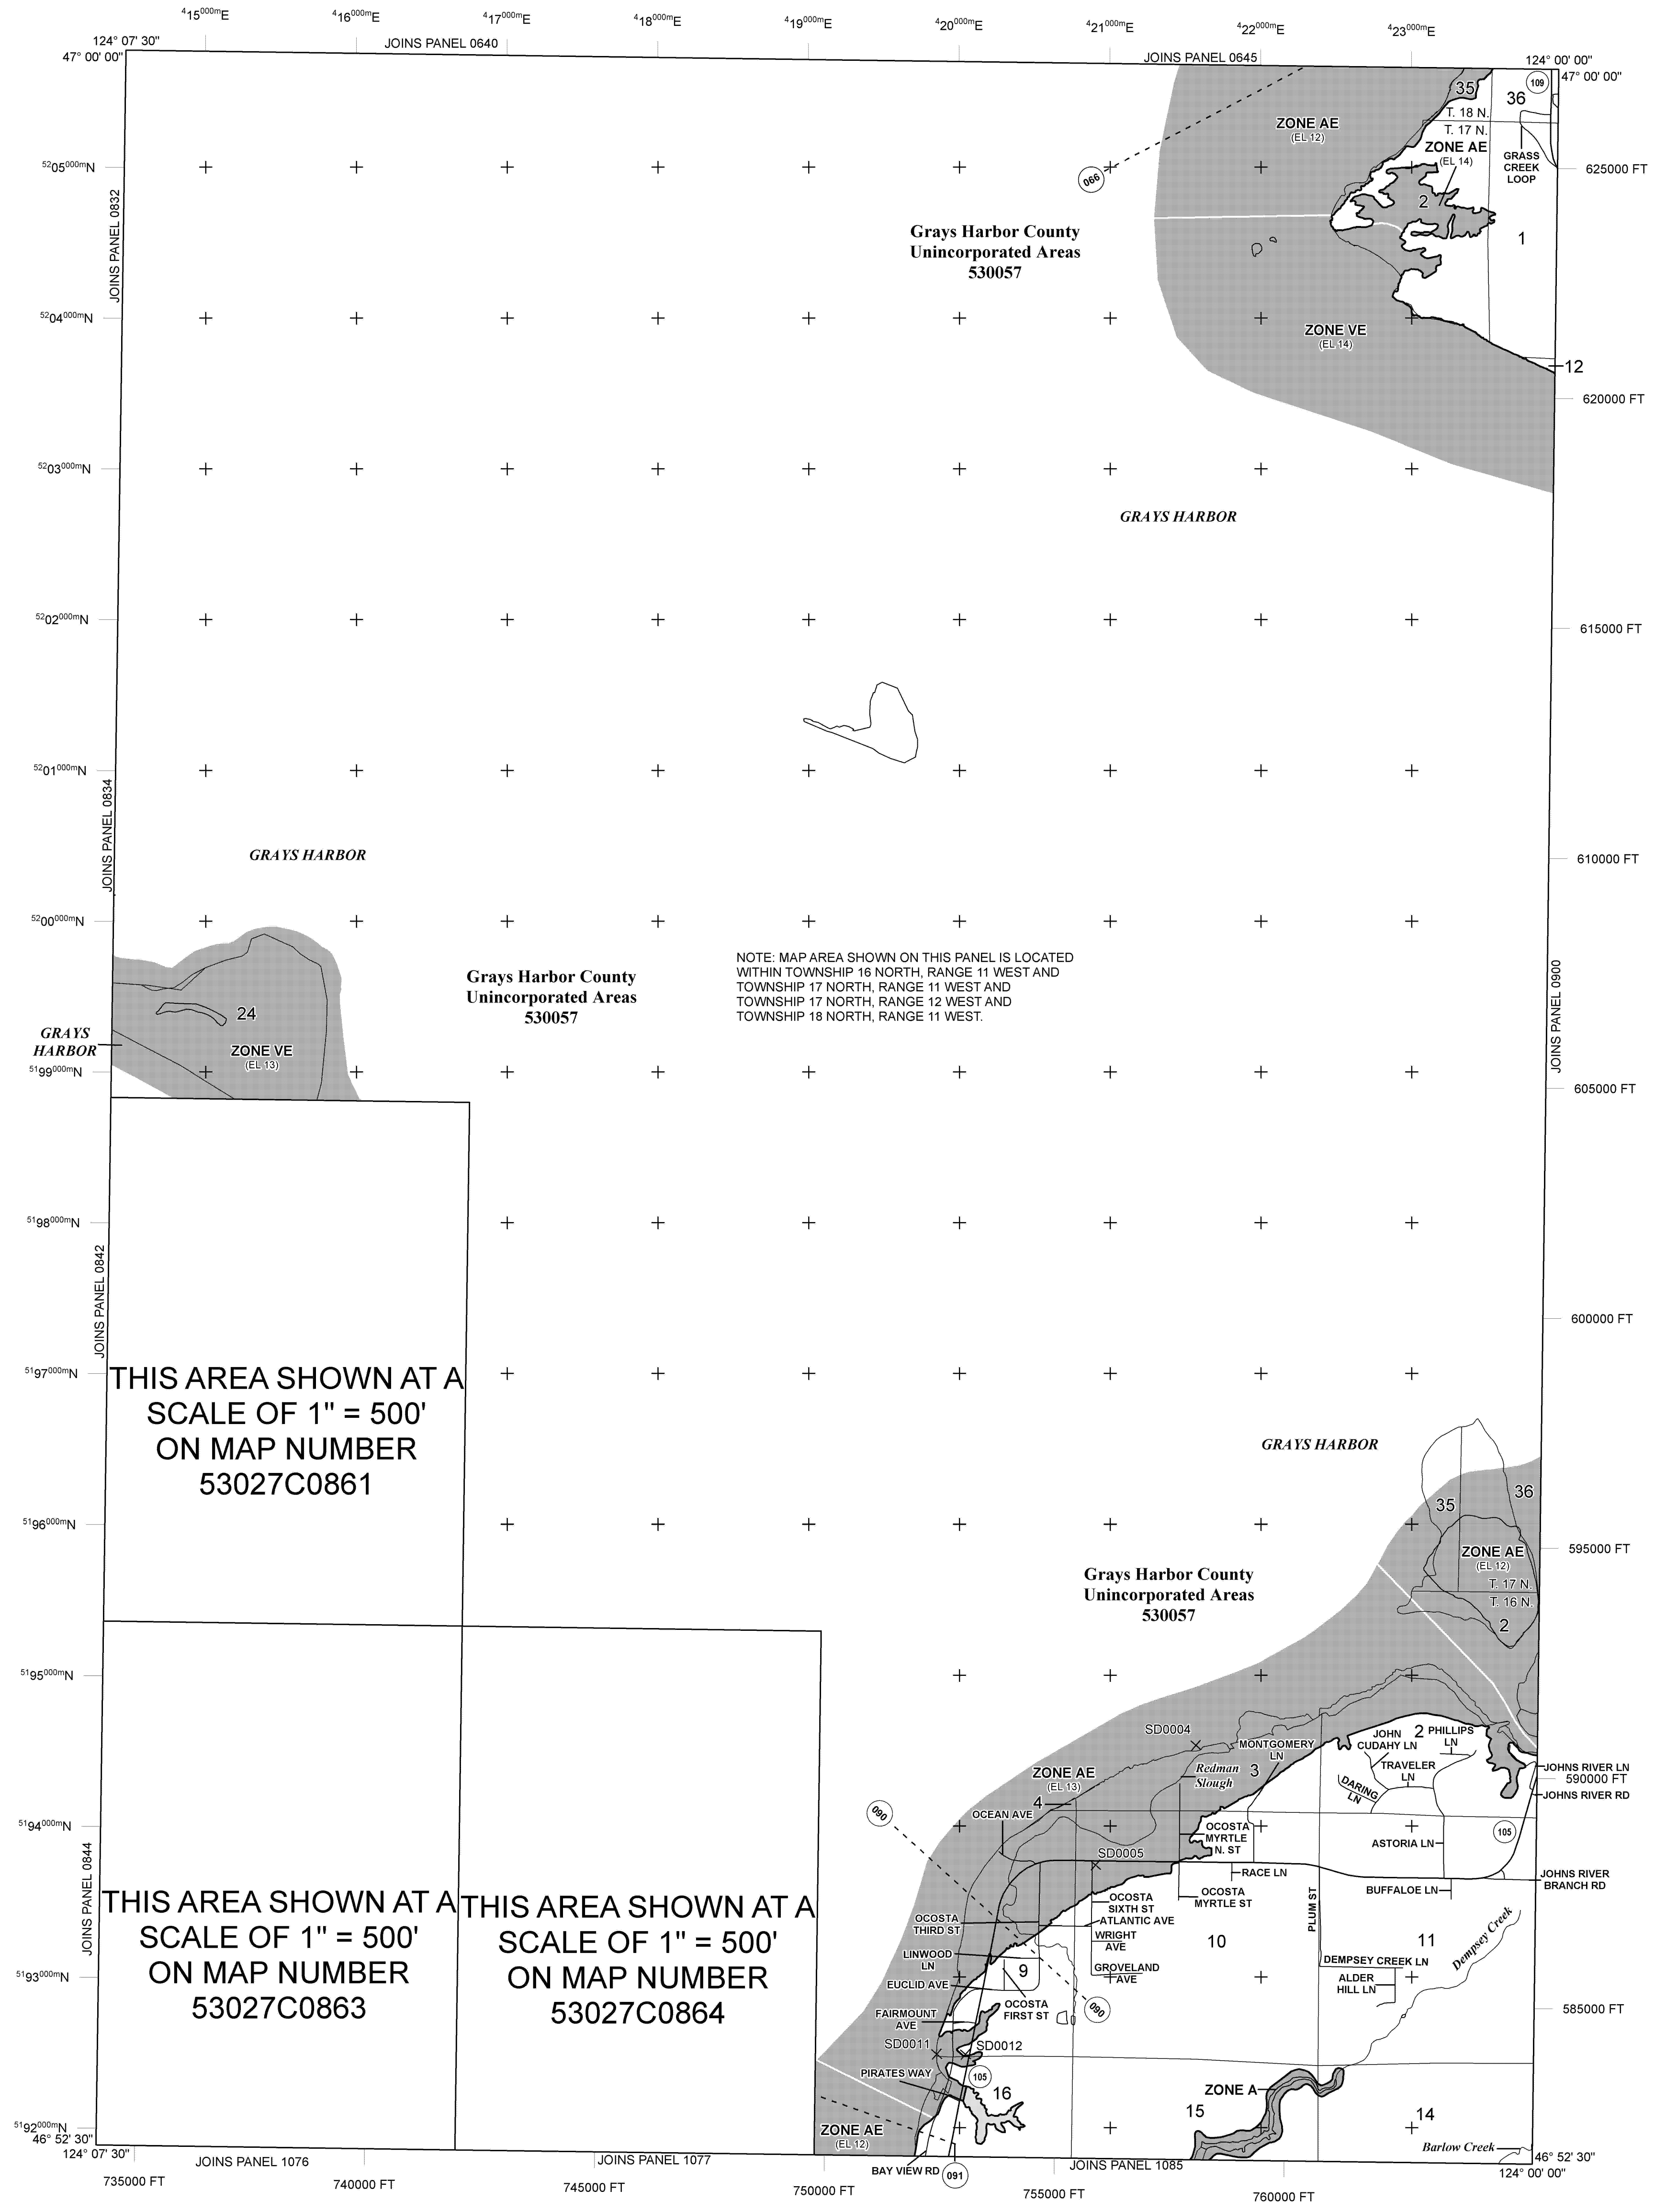 415000mE
416000mE
417000mE
418000mE
419000mE
420000mE
421000mE
422000mE
423000mE
124° 07' 30"
47° 00' 00"
JOINS PANEL 0640
JOINS PANEL 0645
124° 00' 00"
47° 00' 00"
35
36
109
T. 18 N.
T. 17 N.
ZONE AE
(EL 12)
ZONE AE
(EL 14)
GRASS
CREEK
LOOP
5205000mN
625000 FT
066
2
1
JOINS PANEL 0832
Grays Harbor County
Unincorporated Areas
530057
5204000mN
ZONE VE
(EL 14)
12
620000 FT
5203000mN
GRAYS HARBOR
5202000mN
615000 FT
5201000mN
JOINS PANEL 0834
GRAYS HARBOR
610000 FT
5200000mN
24
ZONE VE
(EL 13)
GRAYS
HARBOR
Grays Harbor County
Unincorporated Areas
530057
NOTE: MAP AREA SHOWN ON THIS PANEL IS LOCATED
WITHIN TOWNSHIP 16 NORTH, RANGE 11 WEST AND
TOWNSHIP 17 NORTH, RANGE 11 WEST AND
TOWNSHIP 17 NORTH, RANGE 12 WEST AND
TOWNSHIP 18 NORTH, RANGE 11 WEST.
JOINS PANEL 0900
5199000mN
605000 FT
5198000mN
JOINS PANEL 0842
600000 FT
5197000mN
THIS AREA SHOWN AT A
SCALE OF 1" = 500'
ON MAP NUMBER
53027C0861
GRAYS HARBOR
35
36
5196000mN
ZONE AE
(EL 12)
595000 FT
T. 17 N.
T. 16 N.
2
Grays Harbor County
Unincorporated Areas
530057
5195000mN
SD0004
MONTGOMERY
LN
JOHN
CUDAHY LN
2
PHILLIPS
LN
TRAVELER
LN
DARING
LN
JOHNS RIVER LN
590000 FT
JOHNS RIVER RD
ZONE AE
(EL 13)
Redman
Slough
3
4
OCEAN AVE
090
5194000mN
OCOSTA
MYRTLE
N. ST
105
ASTORIA LN
SD0005
RACE LN
JOHNS RIVER
BRANCH RD
BUFFALOE LN
OCOSTA
MYRTLE ST
JOINS PANEL 0844
THIS AREA SHOWN AT A
SCALE OF 1" = 500'
ON MAP NUMBER
53027C0863
THIS AREA SHOWN AT A
SCALE OF 1" = 500'
ON MAP NUMBER
53027C0864
OCOSTA
SIXTH ST
ATLANTIC AVE
OCOSTA
THIRD ST
WRIGHT
AVE
PLUM ST
10
11
Dempsey Creek
LINWOOD
LN
9
GROVELAND
AVE
DEMPSEY CREEK LN
ALDER
HILL LN
5193000mN
EUCLID AVE
OCOSTA
FIRST ST
090
585000 FT
FAIRMOUNT
AVE
SD0011
SD0012
PIRATES WAY
105
16
ZONE A
15
14
5192000mN
ZONE AE
(EL 12)
Barlow Creek
46° 52' 30"
124° 07' 30"
46° 52' 30"
124° 00' 00"
JOINS PANEL 1076
JOINS PANEL 1077
BAY VIEW RD
091
JOINS PANEL 1085
735000 FT
740000 FT
745000 FT
750000 FT
755000 FT
760000 FT